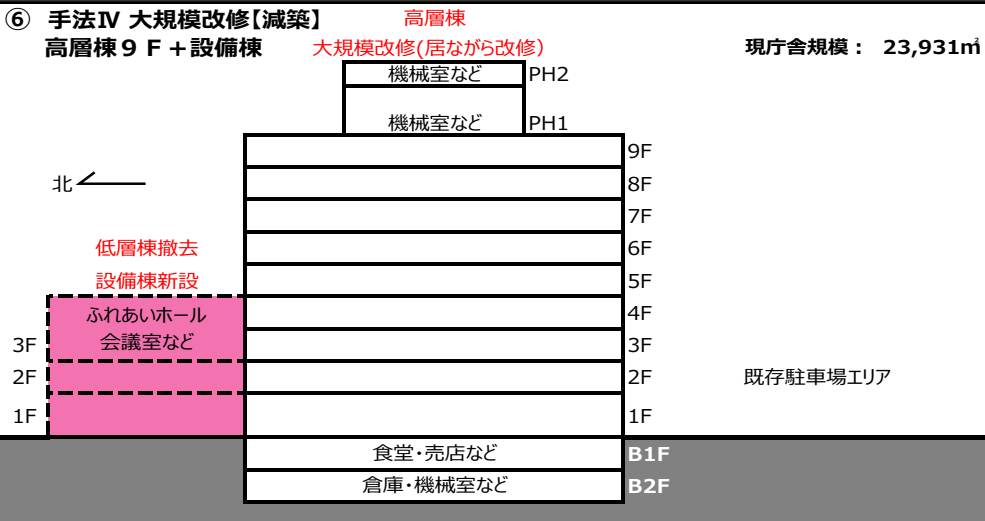 ⑥ 手法Ⅳ 大規模改修【減築】 高層棟
高層棟９Ｆ＋設備棟 大規模改修(居ながら改修) 現庁舎規模： 23,931㎡
機械室など PH2
機械室など PH1
9F
北 8F
7F
低層棟撤去 6F
設備棟新設 5F
ふれあいホール 4F
3F 会議室など 3F
2F 2F 既存駐車場エリア
1F 1F
食堂・売店など B1F
倉庫・機械室など B2F